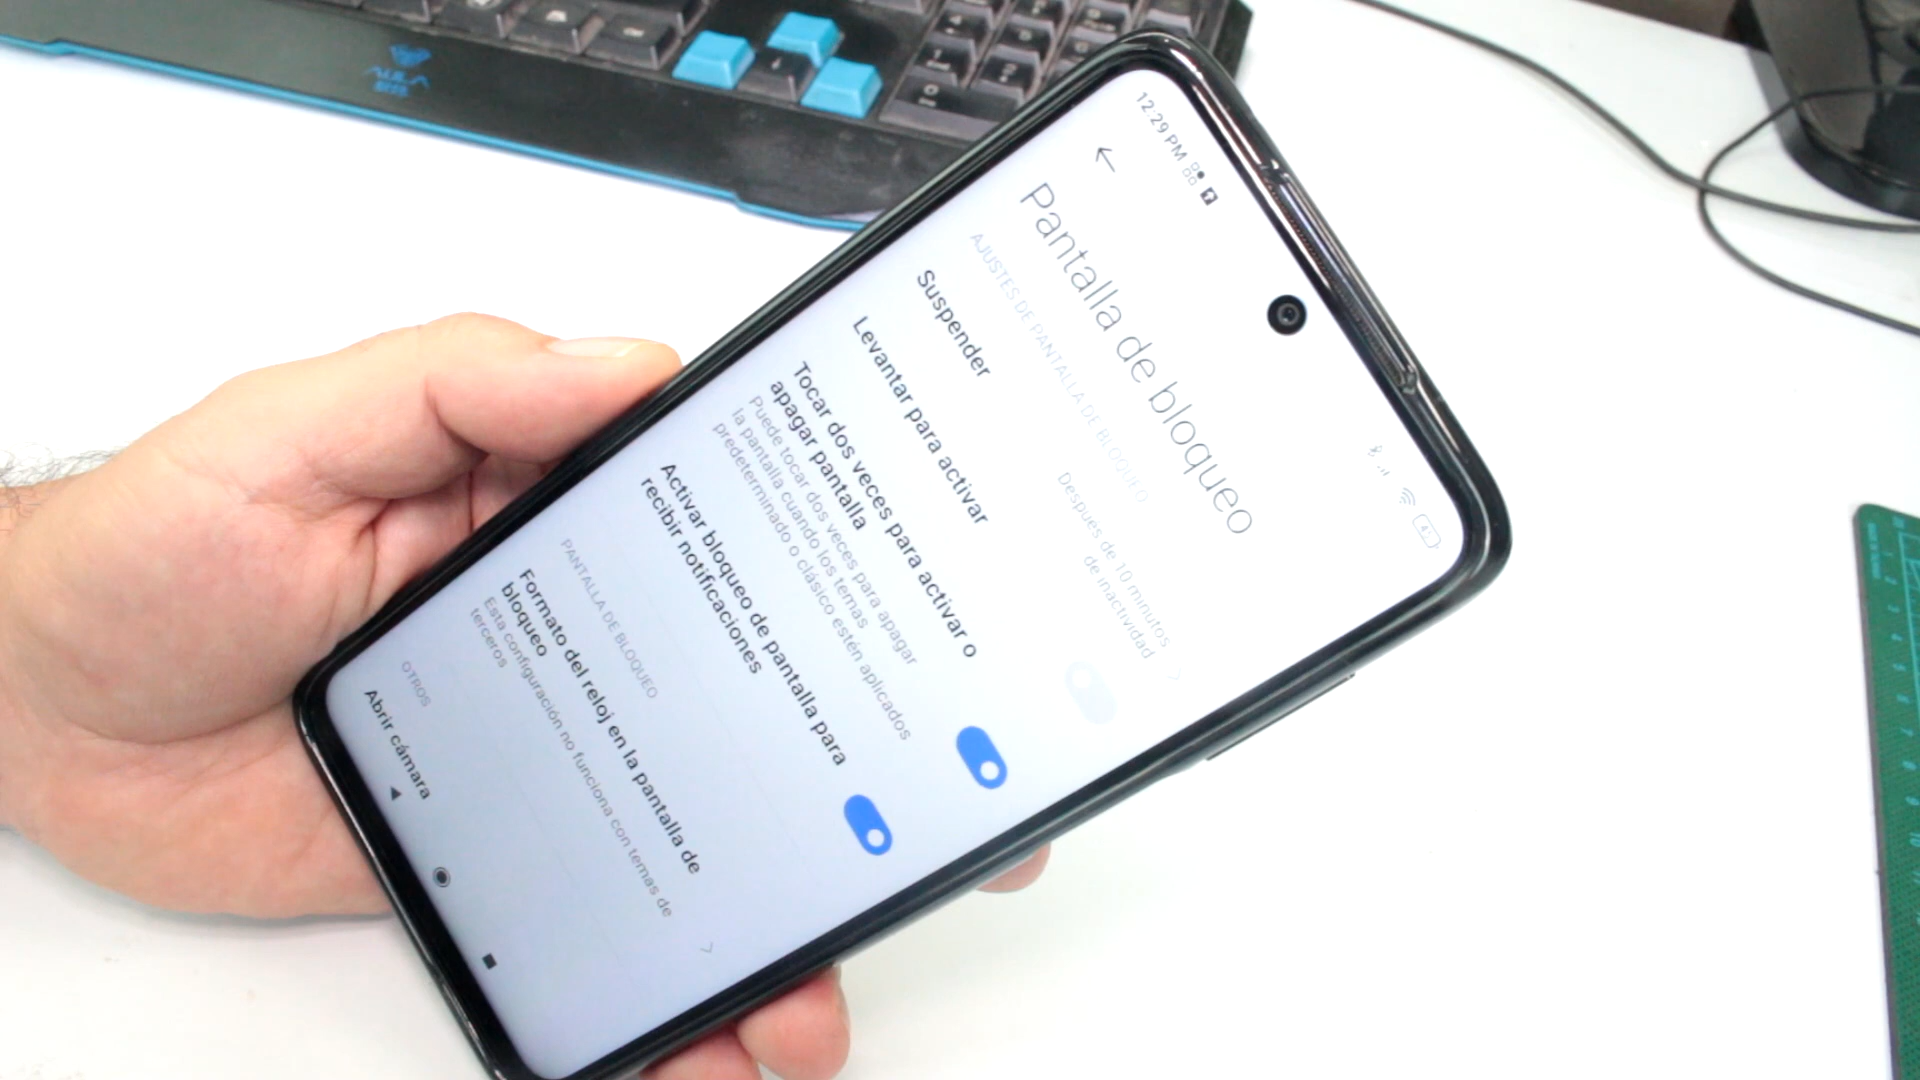 AULA
12:29 PM
Pantalla de bloqueo
AJUSTES DE PANTALLA DE BLOQUEO
Suspender
Después de 10 minutos
de inactividad
Levantar para activar
Tocar dos veces para activar o
apagar pantalla
Puede tocar dos veces para apagar
la pantalla cuando los temas
predeterminado o clásico estén aplicados
Activar bloqueo de pantalla para
recibir notificaciones
PANTALLA DE BLOQUEO
Formato del reloj en la pantalla de
bloqueo
Esta configuración no funciona con temas de
terceros
OTROS
Abrir cámara